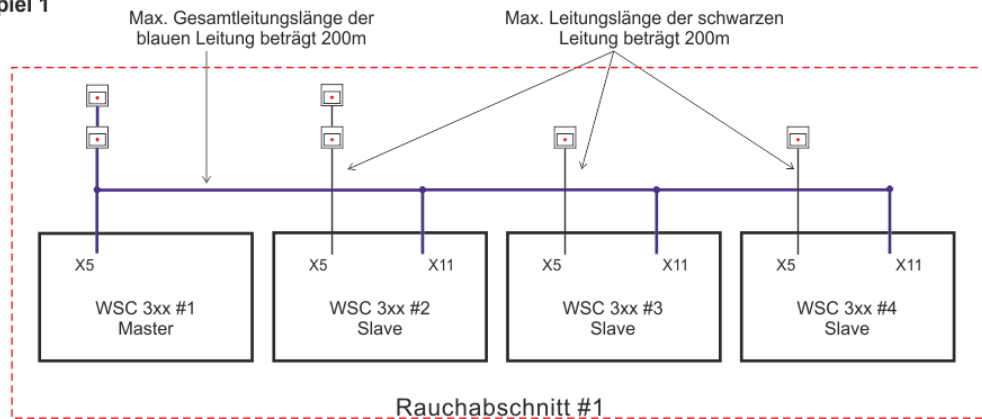 piel 1
Max. Gesamtleitungslänge der
blauen Leitung beträgt 200m
Max. Leitungslänge der schwarzen
Leitung beträgt 200m
X5
X5
X11
X5
X11
X5
X11
WSC 3xx #1
Master
WSC 3xx #2
Slave
WSC 3xx #3
Slave
WSC 3xx #4
Slave
Rauchabschnitt #1